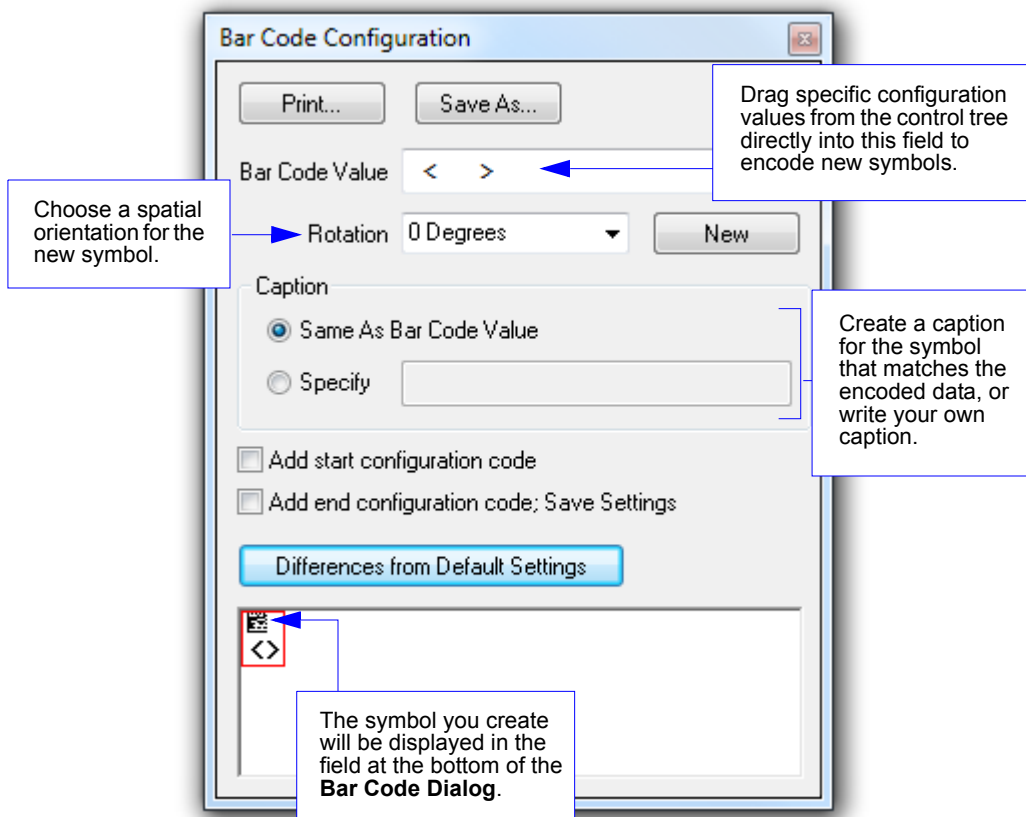 Bar Code Configuration
Print...
Save As...
Drag specific configuration
values from the control tree
directly into this field to
encode new symbols.
Bar Code Value
< >
Choose a spatial
orientation for the
new symbol.
Rotation
0 Degrees
New
Caption
Same As Bar Code Value
Specify
Create a caption
for the symbol
that matches the
encoded data, or
write your own
caption.
Add start configuration code
Add end configuration code; Save Settings
Differences from Default Settings
<>
The symbol you create
will be displayed in the
field at the bottom of the
Bar Code Dialog.